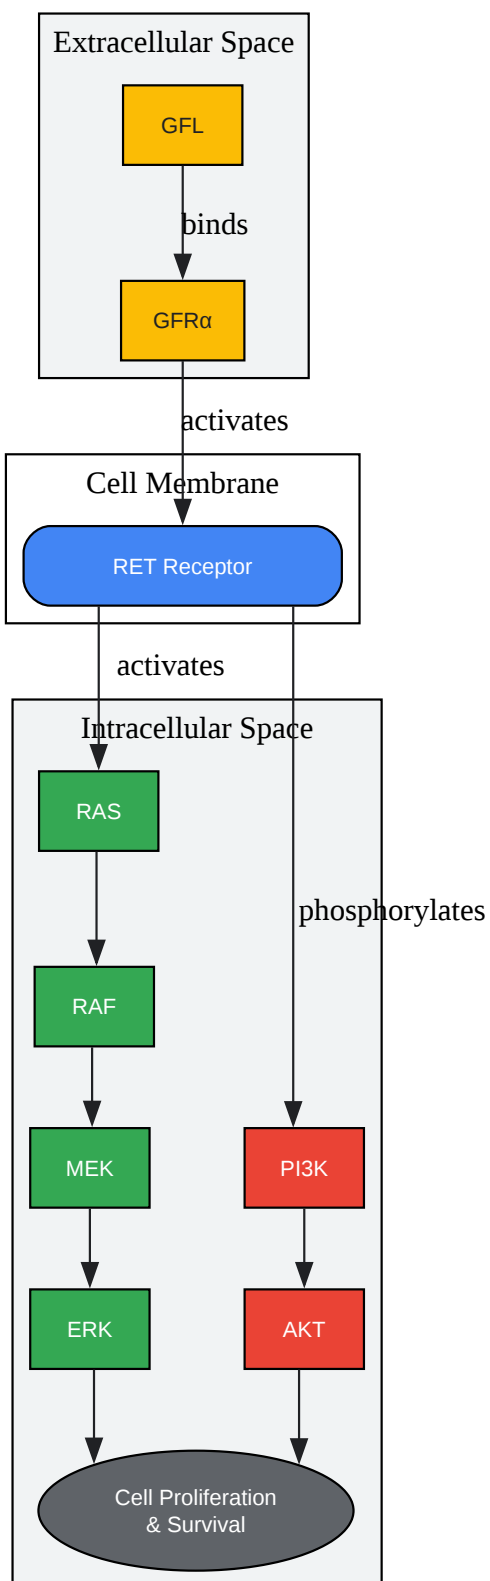 Extracellular Space
GFL
binds
GFRα
activates
Cell Membrane
RET Receptor
activates
Intracellular Space
RAS
phosphorylates
RAF
MEK
PI3K
ERK
AKT
Cell Proliferation
& Survival